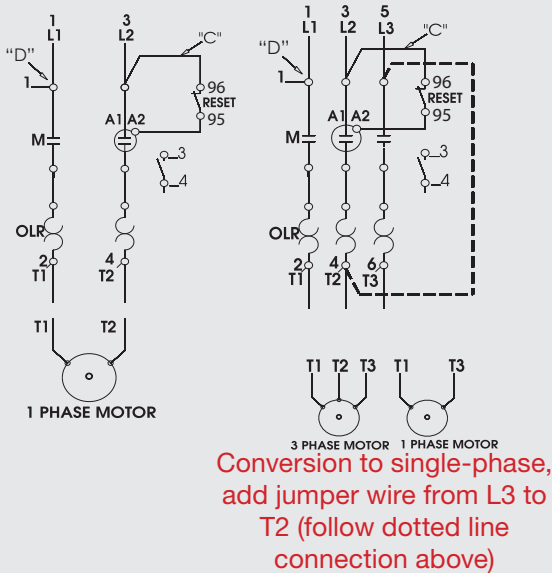 1 3
L1 L2
"C"
"D"
1
96
RESET
95
A1 A2
M
3
4
OLR
2 4
T1 T2
T1 T2
1 PHASE MOTOR
1 3 5
L1 L2 L3
"C"
"D"
1
96
RESET
95
A1 A2
M
3
4
OLR
2 4 6
T1 T2 T3
T1 T2 T3 T1 T3
3 PHASE MOTOR 1 PHASE MOTOR
Conversion to single-phase,
add jumper wire from L3 to
T2 (follow dotted line
connection above)